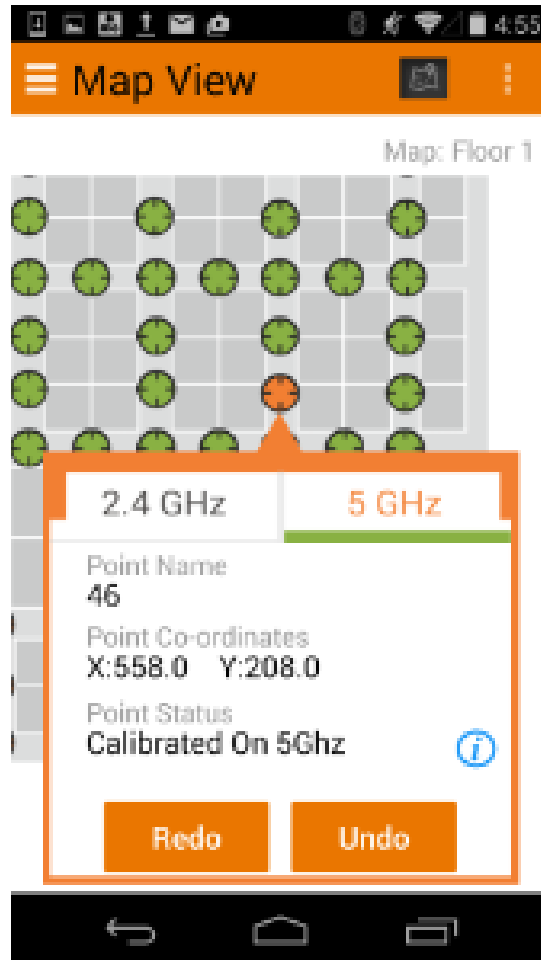 4:55
Map View
Map: Floor 1
2.4 GHz
5 GHz
Point Name
46
Point Co-ordinates
X:558.0 Y:208.0
Point Status
Calibrated On 5Ghz
i
Redo
Undo